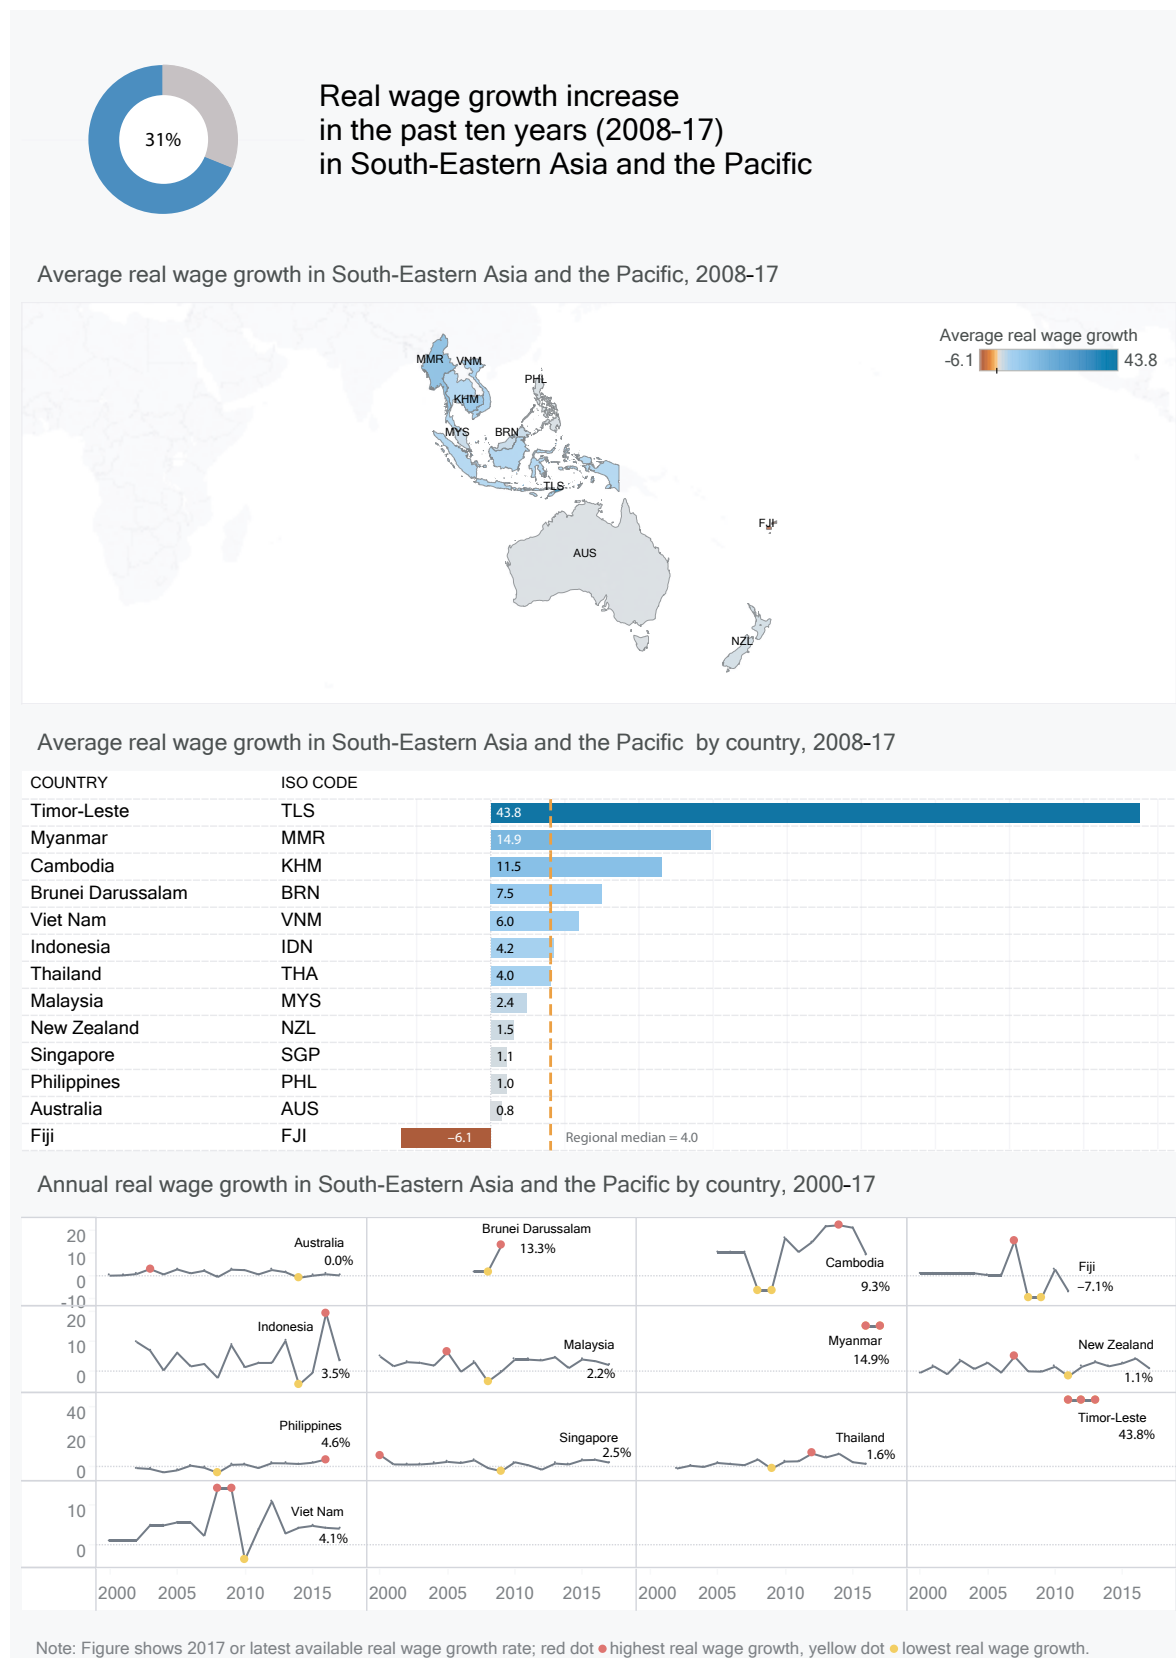 31%
Real wage growth increase
in the past ten years (2008-17)
in South-Eastern Asia and the Pacific
Average real wage growth in South-Eastern Asia and the Pacific, 2008-17
Average real wage growth
-6.1 43.8
MMR VNM
PHL
KHM
MYS BRN
TLS
FJI
AUS
NZL
Average real wage growth in South-Eastern Asia and the Pacific by country, 2008-17
COUNTRY ISO CODE
Timor-Leste TLS 43.8
Myanmar MMR 14.9
Cambodia KHM 11.5
Brunei Darussalam BRN 7.5
Viet Nam VNM 6.0
Indonesia IDN 4.2
Thailand THA 4.0
Malaysia MYS 2.4
New Zealand NZL 1.5
Singapore SGP 1.1
Philippines PHL 1.0
Australia AUS 0.8
Fiji FJI –6.1 Regional median = 4.0
Annual real wage growth in South-Eastern Asia and the Pacific by country, 2000-17
20
10
0
-10
Australia
0.0%
Brunei Darussalam
13.3%
Cambodia
9.3%
Fiji
–7.1%
20
10
0
Indonesia
3.5%
Malaysia
2.2%
Myanmar
14.9%
New Zealand
1.1%
40
20
0
Philippines
4.6%
Singapore
2.5%
Thailand
1.6%
Timor-Leste
43.8%
10
0
Viet Nam
4.1%
2000 2005 2010 2015 2000 2005 2010 2015 2000 2005 2010 2015 2000 2005 2010 2015
Note: Figure shows 2017 or latest available real wage growth rate; red dot highest real wage growth, yellow dot lowest real wage growth.